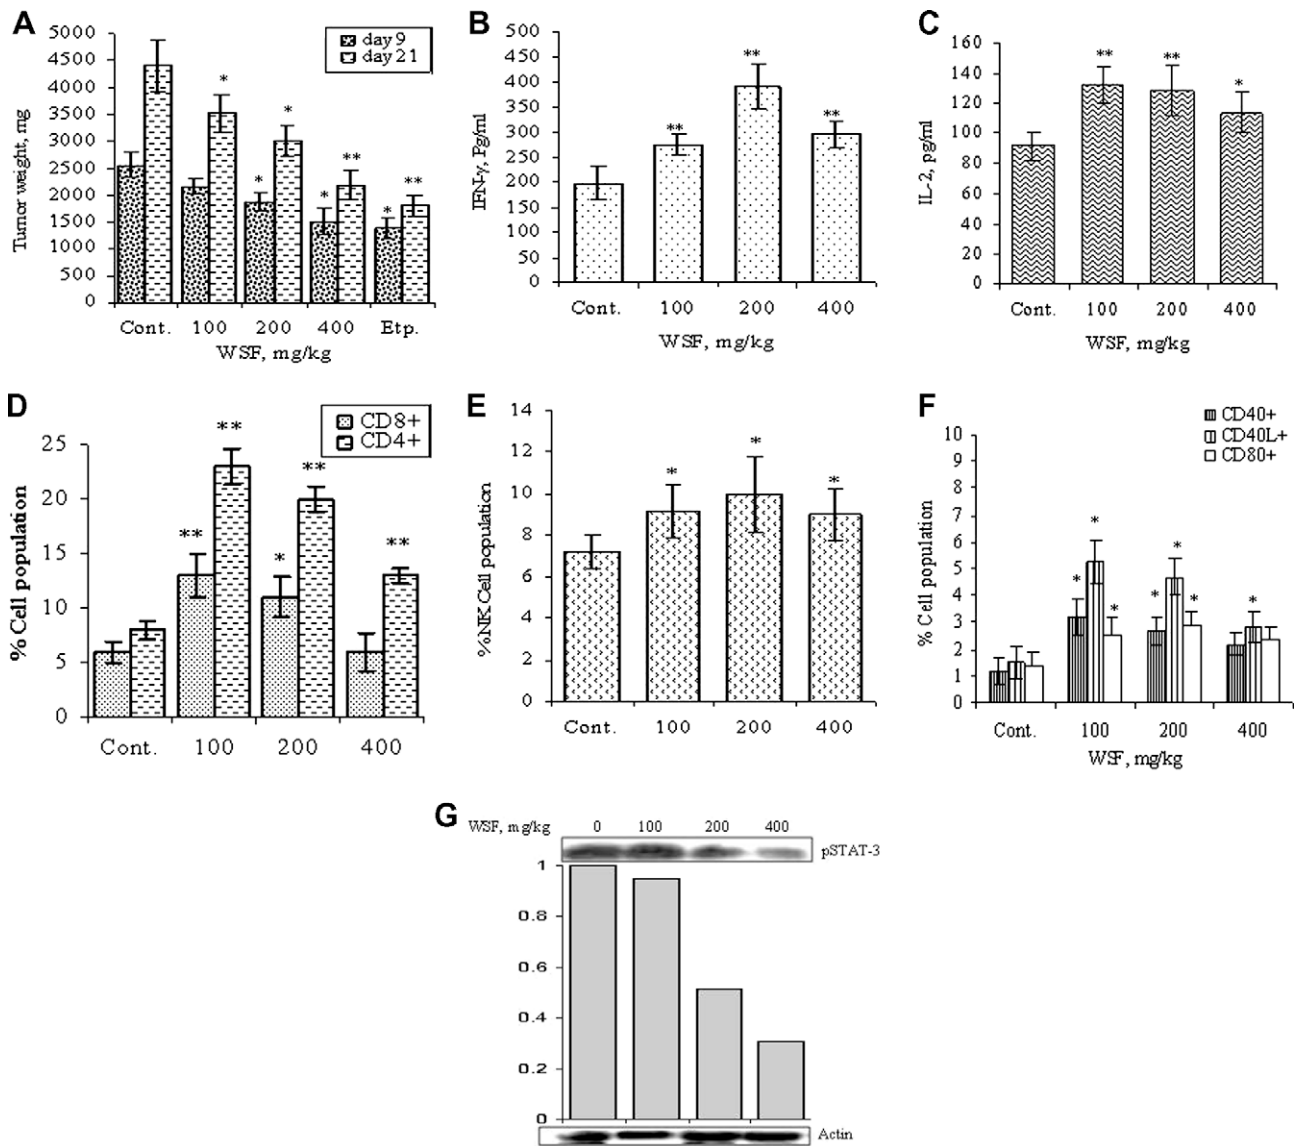 A
Tumor weight, mg
5000
4500
4000
3500
3000
2500
2000
1500
1000
500
0
day9
day21
*
*
* **
* **
* **
Cont. 100 200 400 Etp.
WSF, mg/kg
B
IFN-γ, Pg/ml
500
450
400
350
300
250
200
150
100
50
0
** ** **
Cont. 100 200 400
WSF, mg/kg
C
IL-2, pg/ml
160
140
120
100
80
60
40
20
0
** ** *
Cont. 100 200 400
WSF, mg/kg
D
% Cell population
25
20
15
10
5
0
CD8+
CD4+
** **
* **
**
Cont. 100 200 400
E
%NK Cell population
14
12
10
8
6
4
2
0
* * *
Cont. 100 200 400
F
% Cell population
10
9
8
7
6
5
4
3
2
1
0
CD40+
CD40L+
CD80+
* * *
* * *
*
Cont. 100 200 400
WSF, mg/kg
G
WSF, mg/kg 0 100 200 400
pSTAT-3
1
0.8
0.6
0.4
0.2
0
Actin